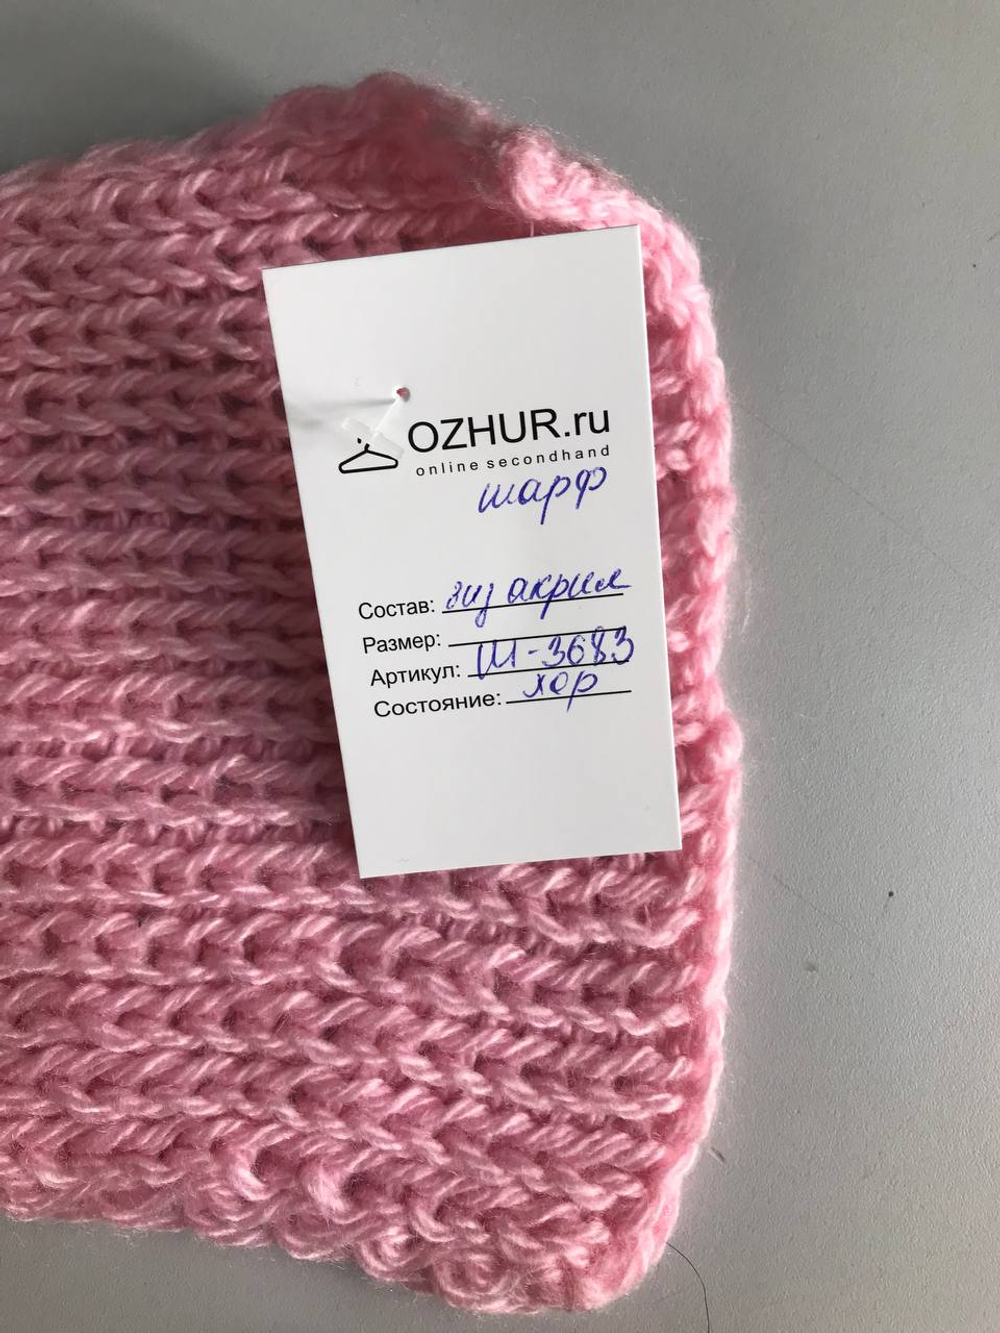 OZHUR.ru
online secondhand
шарф
Состав: акрил
Размер:
Артикул: Ш-3683
Состояние: хор